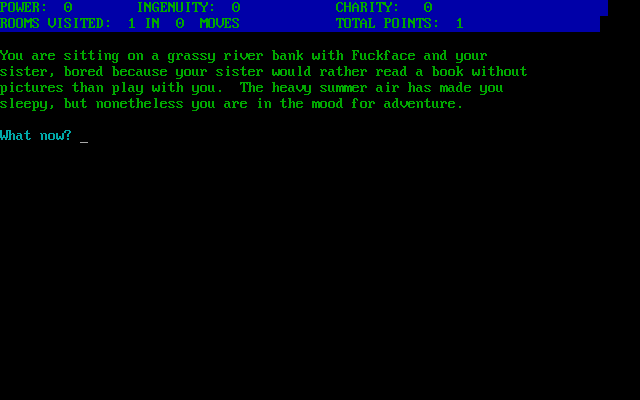 POWER: 0 INGENUITY: 0 CHARITY: 0
ROOMS VISITED: 1 IN 0 MOVES TOTAL POINTS: 1
You are sitting on a grassy river bank with Fuckface and your
sister, bored because your sister would rather read a book without
pictures than play with you. The heavy summer air has made you
sleepy, but nonetheless you are in the mood for adventure.
What now? _